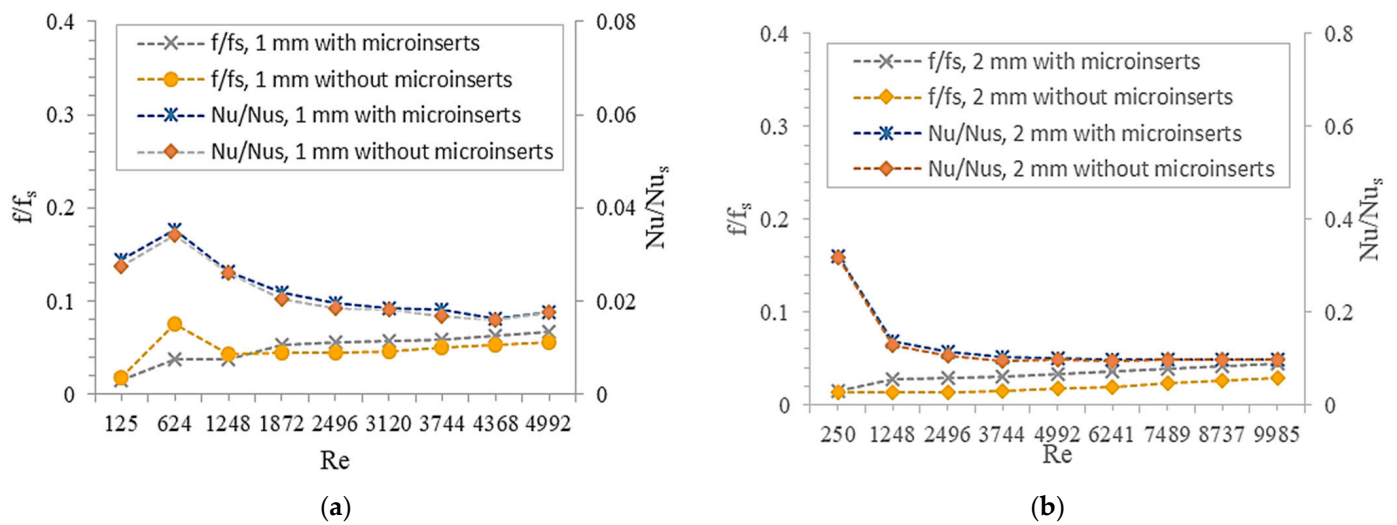 0.4
0.3
0.2
0.1
0
f/fs
0.08
0.06
0.04
0.02
0
Nu/Nus
f/fs, 1 mm with microinserts
f/fs, 1 mm without microinserts
Nu/Nus, 1 mm with microinserts
Nu/Nus, 1 mm without microinserts
125 624 1248 1872 2496 3120 3744 4368 4992
Re
(a)
0.4
0.3
0.2
0.1
0
f/fs
0.8
0.6
0.4
0.2
0
Nu/Nus
f/fs, 2 mm with microinserts
f/fs, 2 mm without microinserts
Nu/Nus, 2 mm with microinserts
Nu/Nus, 2 mm without microinserts
250 1248 2496 3744 4992 6241 7489 8737 9985
Re
(b)